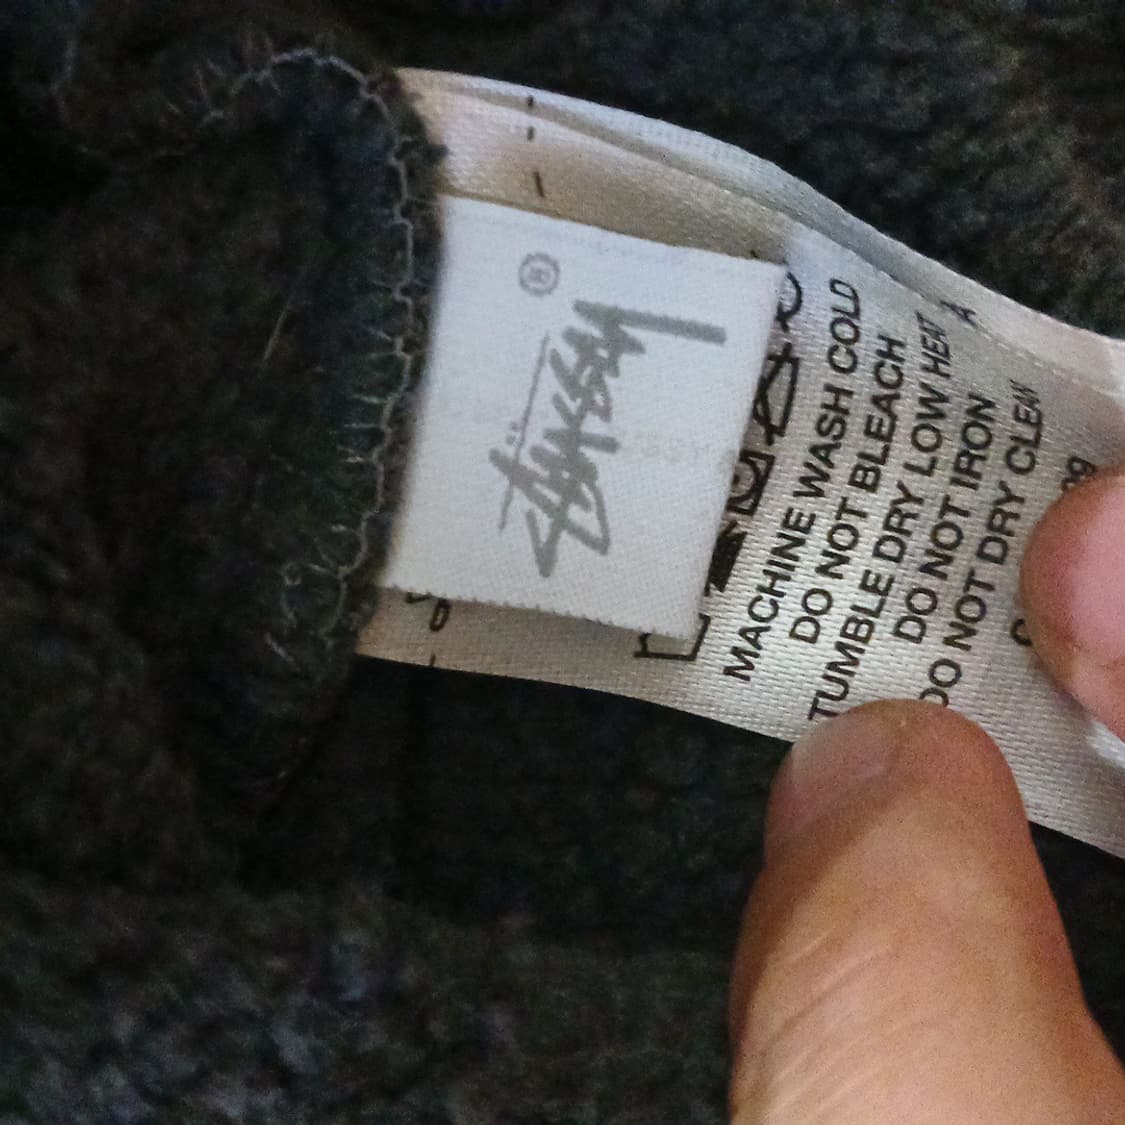 Stüssy
®
MACHINE WASH COLD
DO NOT BLEACH
TUMBLE DRY LOW HEAT
DO NOT IRON
DO NOT DRY CLEAN
A